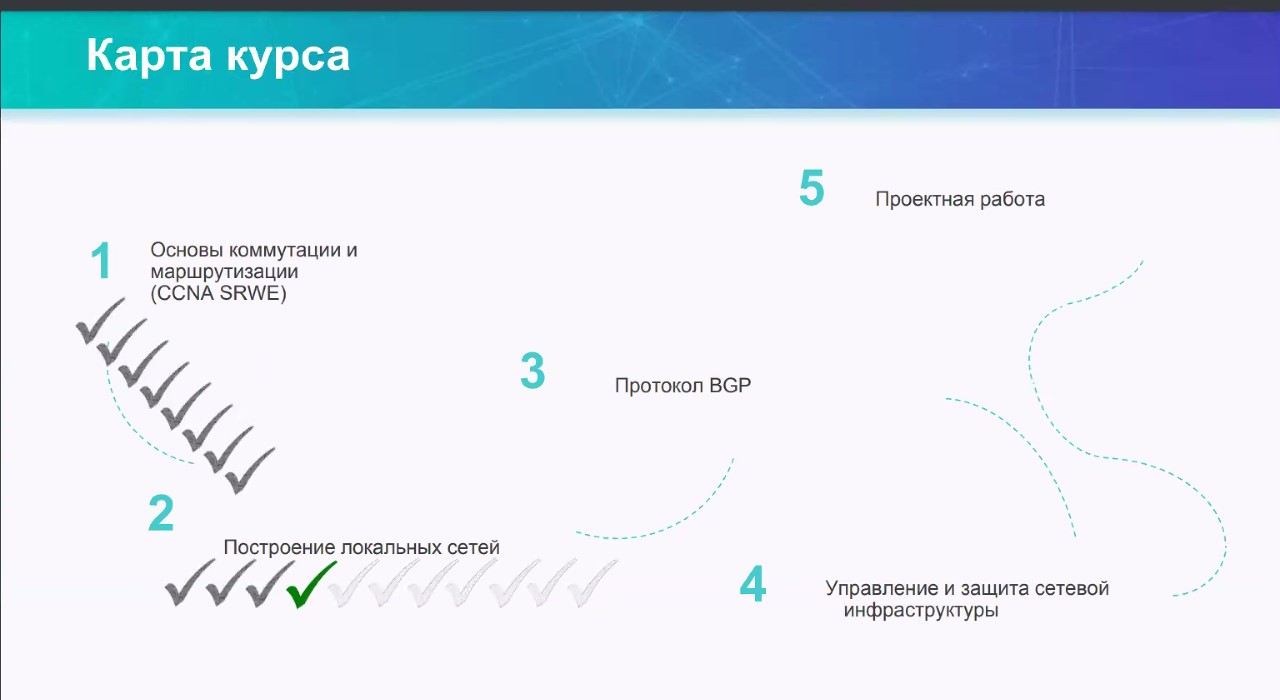 Карта курса
1
Основы коммутации и
маршрутизации
(CCNA SRWE)
2
Построение локальных сетей
3
Протокол BGP
4
Управление и защита сетевой
инфраструктуры
5
Проектная работа